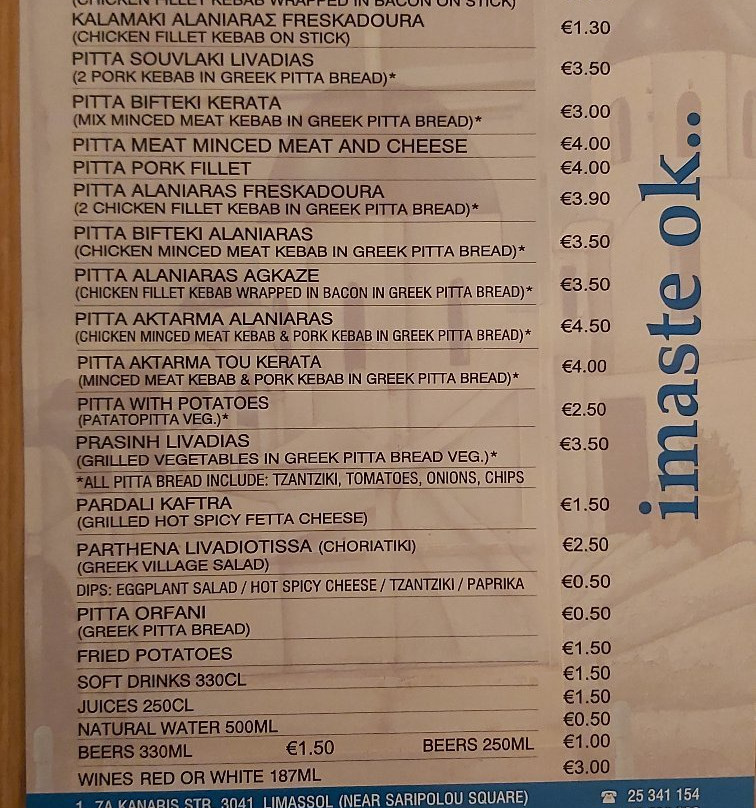 (CHICKEN FILLET KEBAB WRAPPED IN BACON ON STICK)
KALAMAKI ALANIARAΣ FRESKADOURA €1.30
(CHICKEN FILLET KEBAB ON STICK)
PITTA SOUVLAKI LIVADIAS €3.50
(2 PORK KEBAB IN GREEK PITTA BREAD)*
PITTA BIFTEKI KERATA €3.00
(MIX MINCED MEAT KEBAB IN GREEK PITTA BREAD)*
PITTA MEAT MINCED MEAT AND CHEESE €4.00
PITTA PORK FILLET €4.00
PITTA ALANIARAS FRESKADOURA €3.90
(2 CHICKEN FILLET KEBAB IN GREEK PITTA BREAD)*
PITTA BIFTEKI ALANIARAS €3.50
(CHICKEN MINCED MEAT KEBAB IN GREEK PITTA BREAD)*
PITTA ALANIARAS AGKAZE €3.50
(CHICKEN FILLET KEBAB WRAPPED IN BACON IN GREEK PITTA BREAD)*
PITTA AKTARMA ALANIARAS €4.50
(CHICKEN MINCED MEAT KEBAB & PORK KEBAB IN GREEK PITTA BREAD)*
PITTA AKTARMA TOU KERATA €4.00
(MINCED MEAT KEBAB & PORK KEBAB IN GREEK PITTA BREAD)*
PITTA WITH POTATOES €2.50
(PATATOPITTA VEG.)*
PRASINH LIVADIAS €3.50
(GRILLED VEGETABLES IN GREEK PITTA BREAD VEG.)*
*ALL PITTA BREAD INCLUDE: TZANTZIKI, TOMATOES, ONIONS, CHIPS
PARDALI KAFTRA €1.50
(GRILLED HOT SPICY FETTA CHEESE)
PARTHENA LIVADIOTISSA (CHORIATIKI) €2.50
(GREEK VILLAGE SALAD)
DIPS: EGGPLANT SALAD / HOT SPICY CHEESE / TZANTZIKI / PAPRIKA €0.50
PITTA ORFANI €0.50
(GREEK PITTA BREAD)
FRIED POTATOES €1.50
SOFT DRINKS 330CL €1.50
JUICES 250CL €1.50
NATURAL WATER 500ML €0.50
BEERS 330ML €1.50 BEERS 250ML €1.00
WINES RED OR WHITE 187ML €3.00
imaste ok..
1, 7A KANARIS STR. 3041, LIMASSOL (NEAR SARIPOLOU SQUARE) ☎ 25 341 154